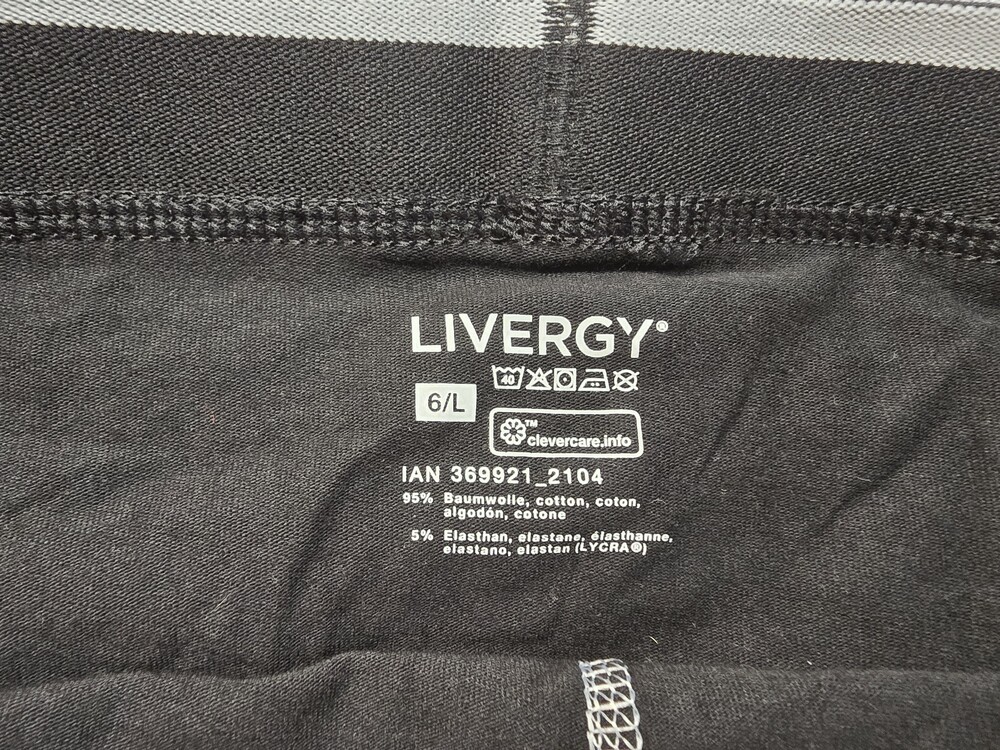 LIVERGY®
40
6/L
™
clevercare.info
IAN 369921_2104
95% Baumwolle, cotton, coton,
algodón, cotone
5% Elasthan, elastane, élasthanne,
elastano, elastan (LYCRA®)